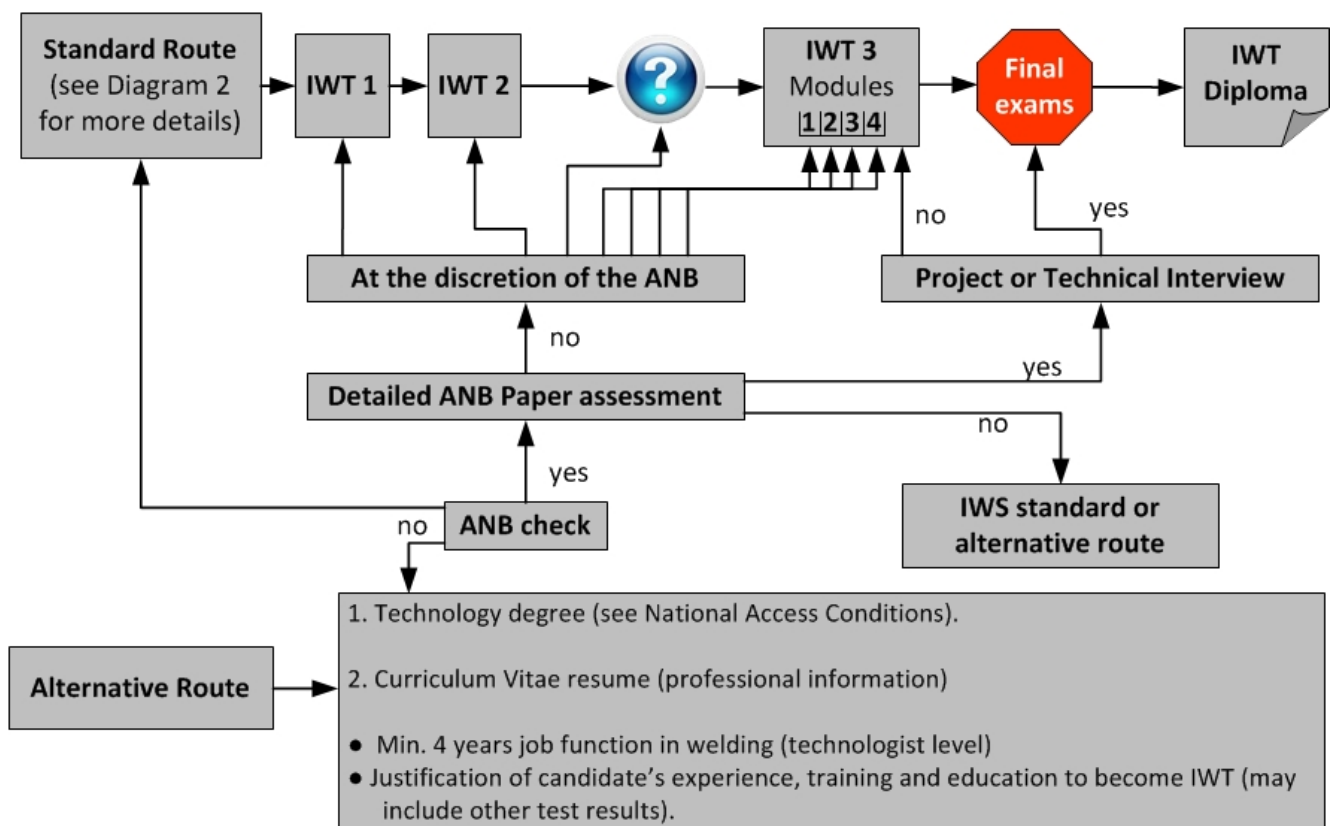 Standard Route
(see Diagram 2
for more details)
IWT 1
IWT 2
?
IWT 3
Modules
1 2 3 4
Final
exams
IWT
Diploma
no
yes
At the discretion of the ANB
Project or Technical Interview
no
yes
Detailed ANB Paper assessment
no
yes
IWS standard or
alternative route
no
ANB check
1. Technology degree (see National Access Conditions).
Alternative Route
2. Curriculum Vitae resume (professional information)
● Min. 4 years job function in welding (technologist level)
● Justification of candidate’s experience, training and education to become IWT (may
include other test results).